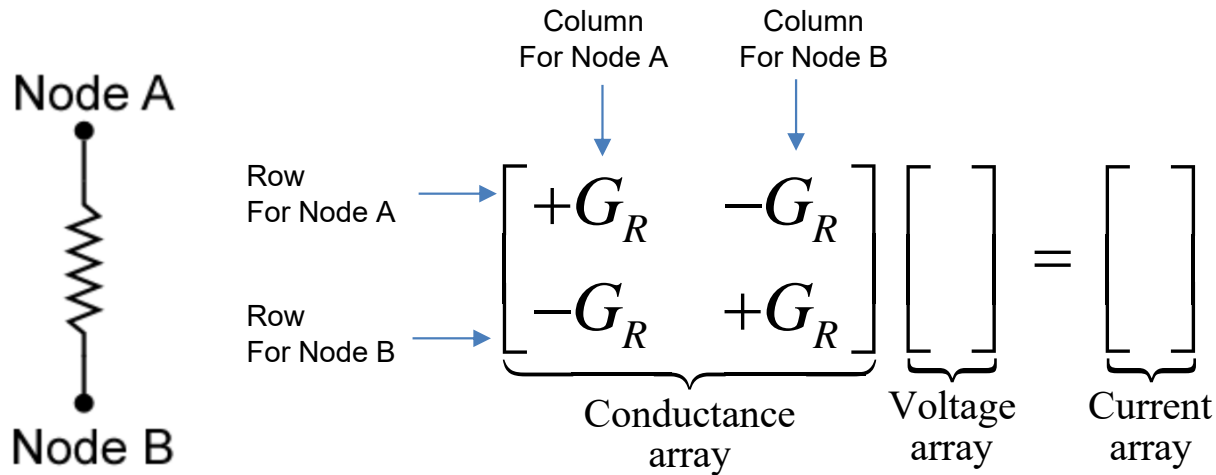 Node A
Node B
Column
For Node A
Column
For Node B
Row
For Node A
Row
For Node B
+G_R −G_R
−G_R +G_R
=
Conductance
array
Voltage
array
Current
array